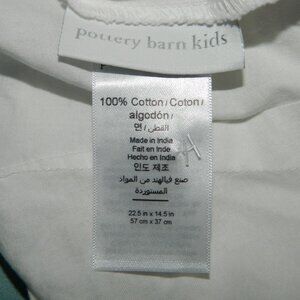 pottery barn kids
100% Cotton / Coton /
algodón /
면 / القطن /
Made in India
Fait en Inde
Hecho en India
인도 제조
صنع في الهند من المواد
المستوردة
22.5 in x 14.5 in
57 cm x 37 cm